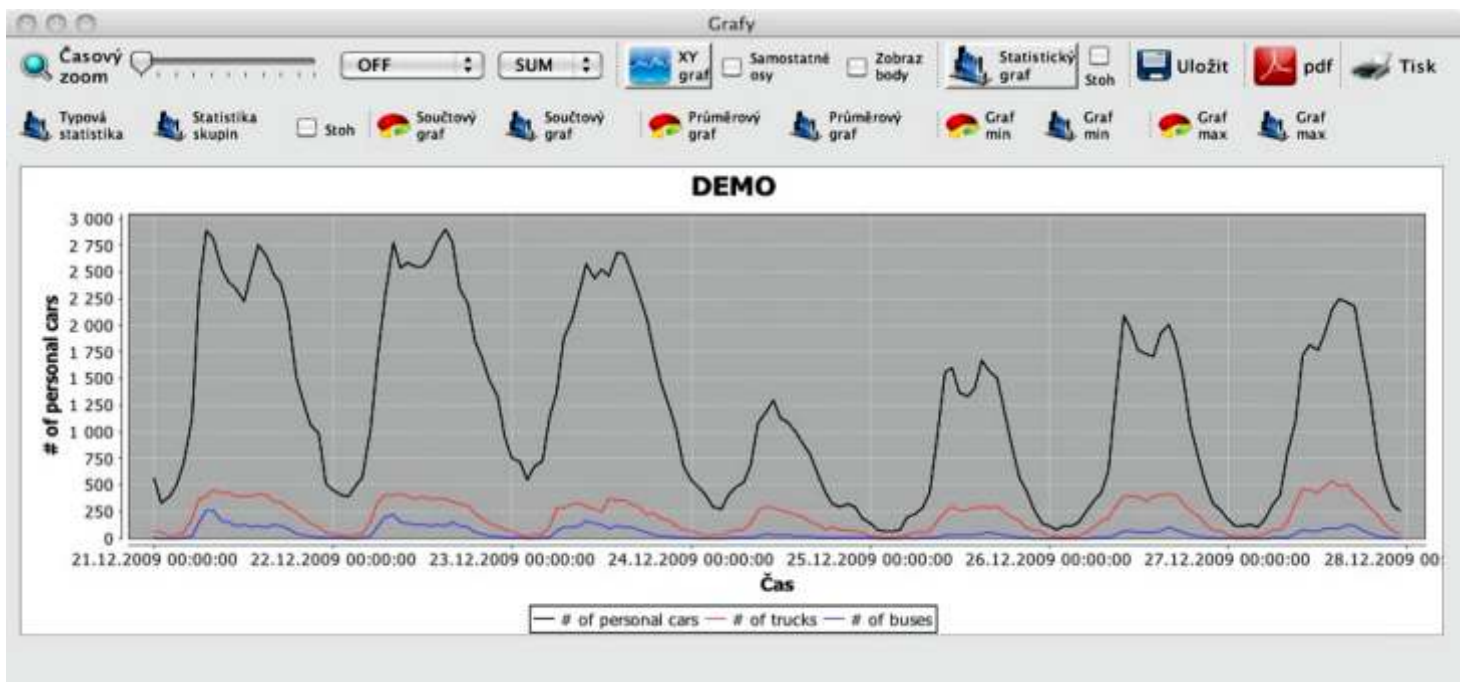 Grafy
Časový zoom
OFF
SUM
XY graf
Samostatné osy
Zobraz body
Statistický graf
Stoh
Uložit
pdf
Tisk
Typová statistika
Statistika skupin
Stoh
Součtový graf
Součtový graf
Průměrový graf
Průměrový graf
Graf min
Graf min
Graf max
Graf max
DEMO
# of personal cars
3 000
2 750
2 500
2 250
2 000
1 750
1 500
1 250
1 000
750
500
250
0
21.12.2009 00:00:00 22.12.2009 00:00:00 23.12.2009 00:00:00 24.12.2009 00:00:00 25.12.2009 00:00:00 26.12.2009 00:00:00 27.12.2009 00:00:00 28.12.2009 00:
Čas
# of personal cars # of trucks # of buses